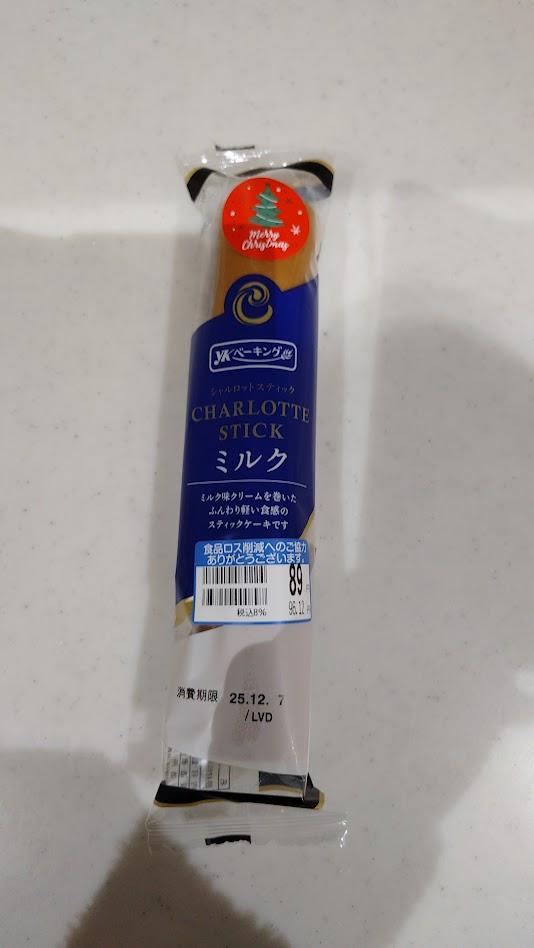 Merry
Christmas
YKベーキング
シャルロットスティック
CHARLOTTE
STICK
ミルク
ミルク味クリームを巻いた
ふんわり軽い食感の
スティックケーキです
食品ロス削減へのご協力
ありがとうございます。
89
96.12
税込8%
消費期限 25.12. 7
/LVD